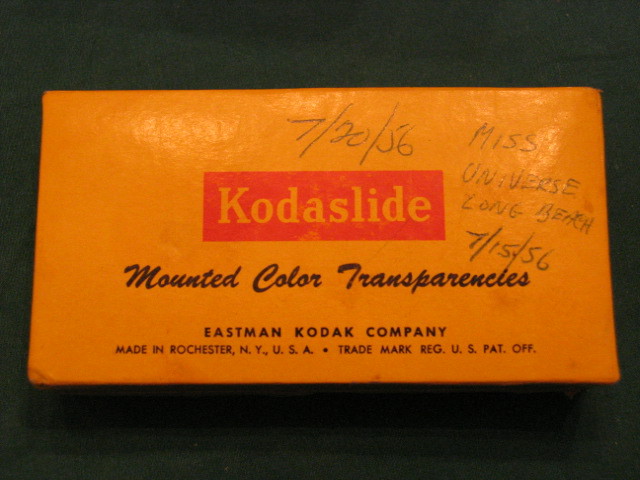 7/20/56
MISS
UNIVERSE
LONG BEACH
7/15/56
Kodaslide
Mounted Color Transparencies
EASTMAN KODAK COMPANY
MADE IN ROCHESTER, N. Y., U. S. A. • TRADE MARK REG. U. S. PAT. OFF.